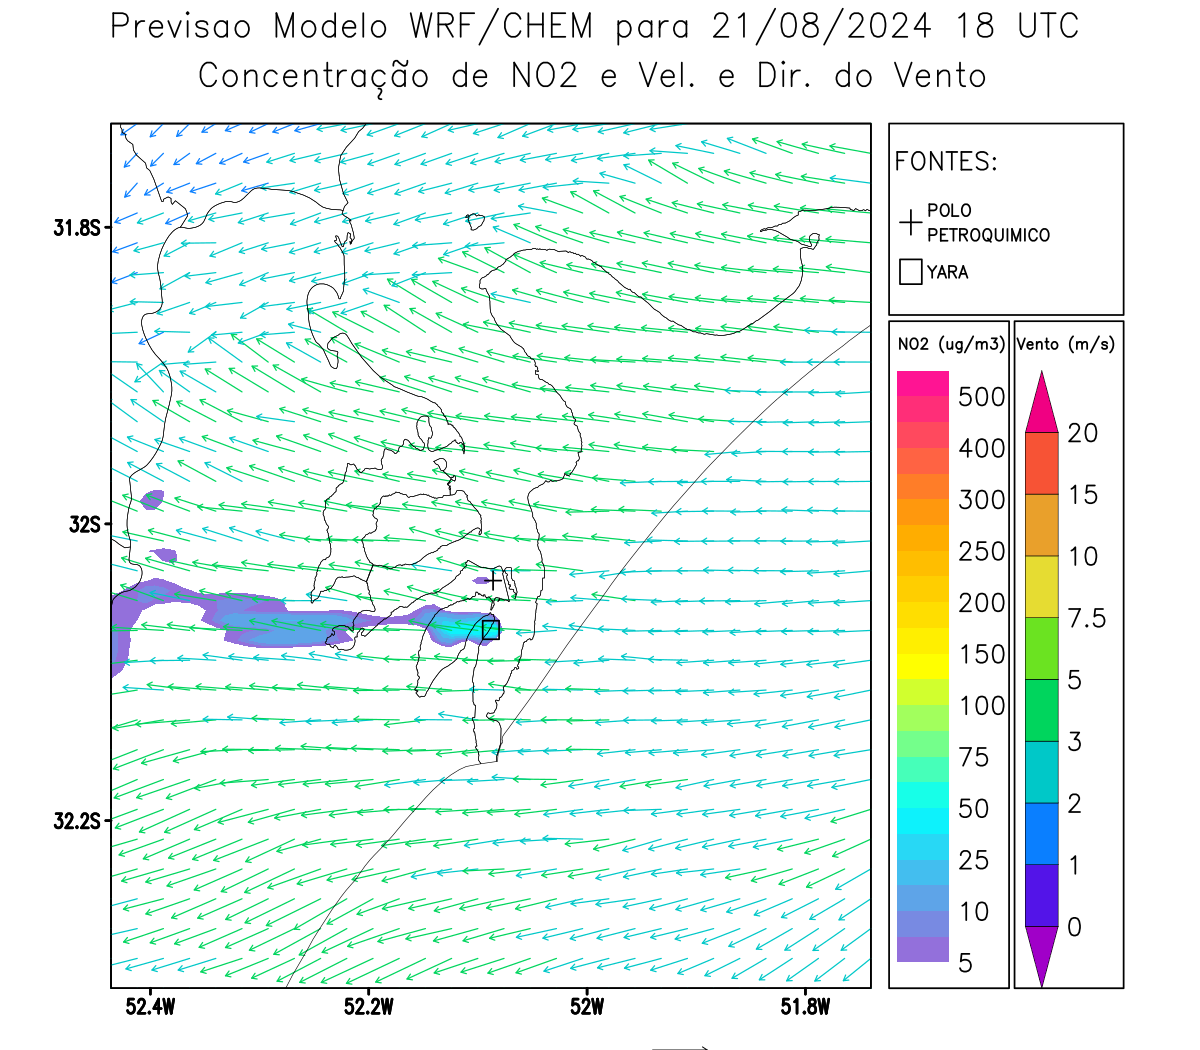 Previsao Modelo WRF/CHEM para 21/08/2024 18 UTC
Concentração de NO2 e Vel. e Dir. do Vento
FONTES:
POLO
PETROQUIMICO
YARA
NO2 (ug/m3)
500
400
300
250
200
150
100
75
50
25
10
5
Vento (m/s)
20
15
10
7.5
5
3
2
1
0
31.8S
32S
32.2S
52.4W
52.2W
52W
51.8W